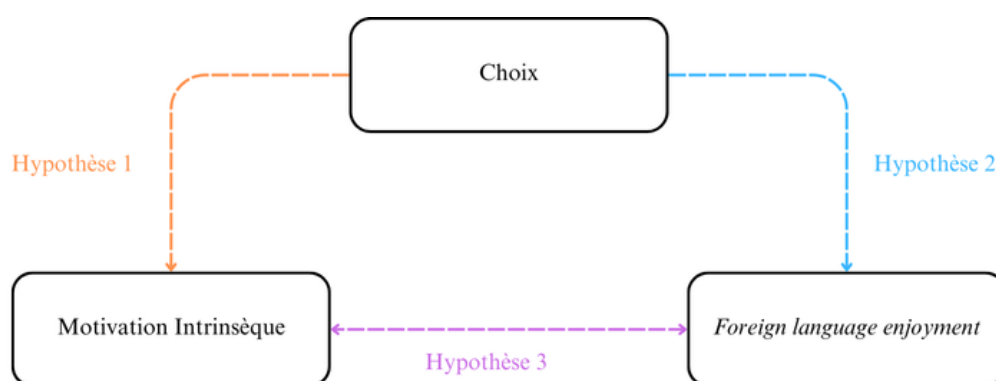 Choix
Hypothèse 1
Hypothèse 2
Motivation Intrinsèque
Foreign language enjoyment
Hypothèse 3